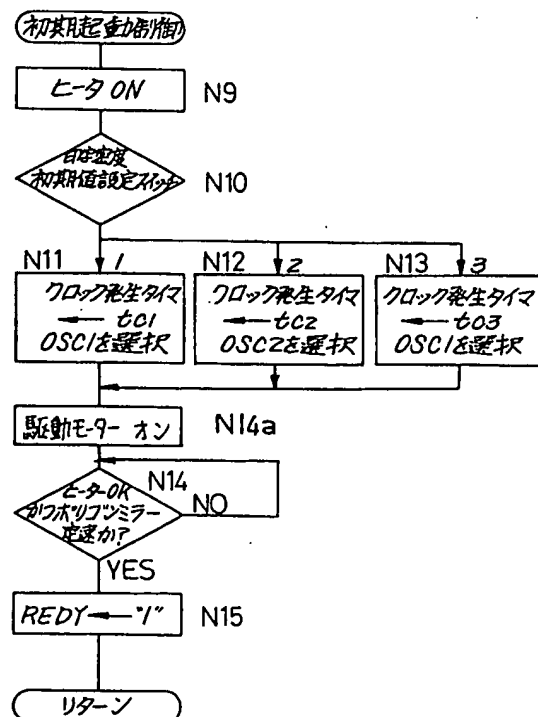 初期起動制御
ヒータ ON
N9
印字密度
初期値設定スイッチ
N10
N11
1
クロック発生タイマ
← tC1
OSC1を選択
N12
2
クロック発生タイマ
← tC2
OSC2を選択
N13
3
クロック発生タイマ
← tC3
OSC1を選択
駆動モーター オン
N14a
N14
ヒーターOK
かつポリゴンミラー
定速か?
NO
YES
REDY ← "1"
N15
リターン